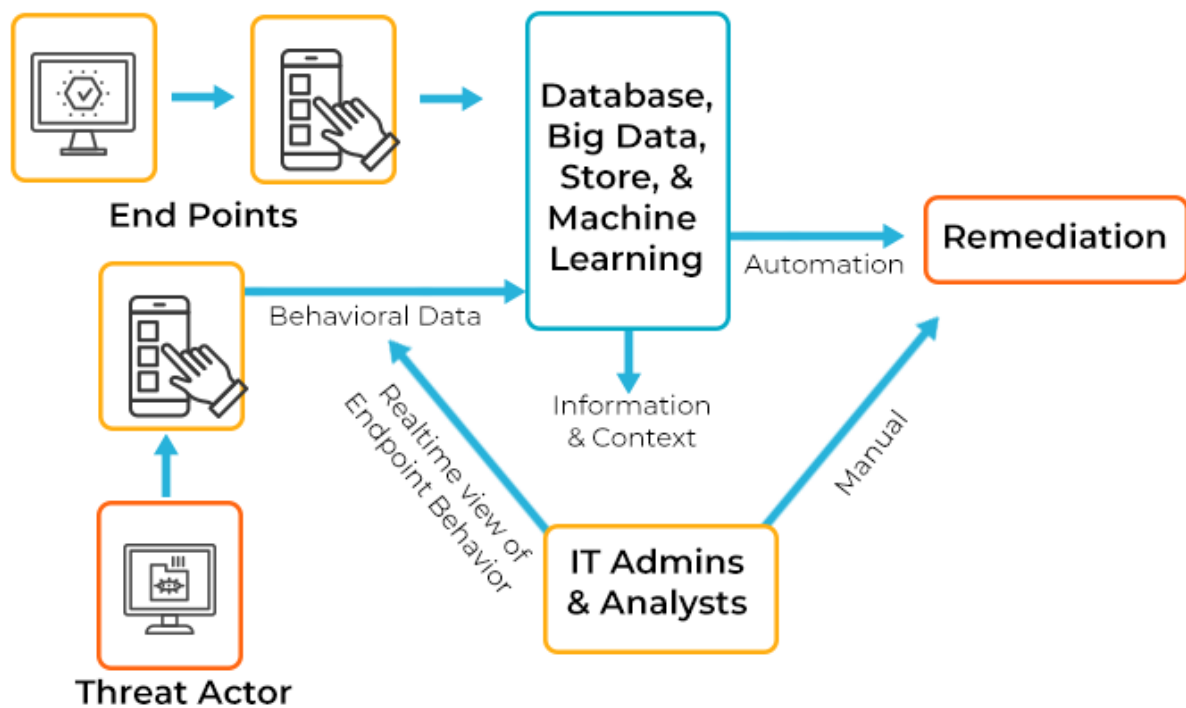 Database,
Big Data,
Store, &
Machine
Learning
End Points
Remediation
Automation
Behavioral Data
Information
& Context
Realtime view of
Endpoint Behavior
Manual
IT Admins
& Analysts
Threat Actor